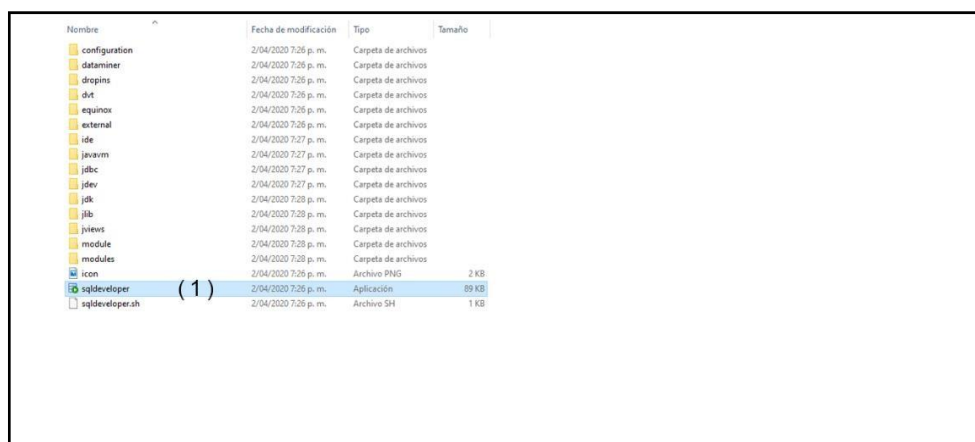 Nombre Fecha de modificación Tipo Tamaño
configuration 2/04/2020 7:26 p. m. Carpeta de archivos
dataminer 2/04/2020 7:26 p. m. Carpeta de archivos
dropins 2/04/2020 7:26 p. m. Carpeta de archivos
dvt 2/04/2020 7:26 p. m. Carpeta de archivos
equinox 2/04/2020 7:26 p. m. Carpeta de archivos
external 2/04/2020 7:26 p. m. Carpeta de archivos
ide 2/04/2020 7:27 p. m. Carpeta de archivos
javavm 2/04/2020 7:27 p. m. Carpeta de archivos
jdbc 2/04/2020 7:27 p. m. Carpeta de archivos
jdev 2/04/2020 7:27 p. m. Carpeta de archivos
jdk 2/04/2020 7:28 p. m. Carpeta de archivos
jlib 2/04/2020 7:28 p. m. Carpeta de archivos
jviews 2/04/2020 7:28 p. m. Carpeta de archivos
module 2/04/2020 7:28 p. m. Carpeta de archivos
modules 2/04/2020 7:28 p. m. Carpeta de archivos
icon 2/04/2020 7:26 p. m. Archivo PNG 2 KB
sqldeveloper (1) 2/04/2020 7:26 p. m. Aplicación 89 KB
sqldeveloper.sh 2/04/2020 7:26 p. m. Archivo SH 1 KB